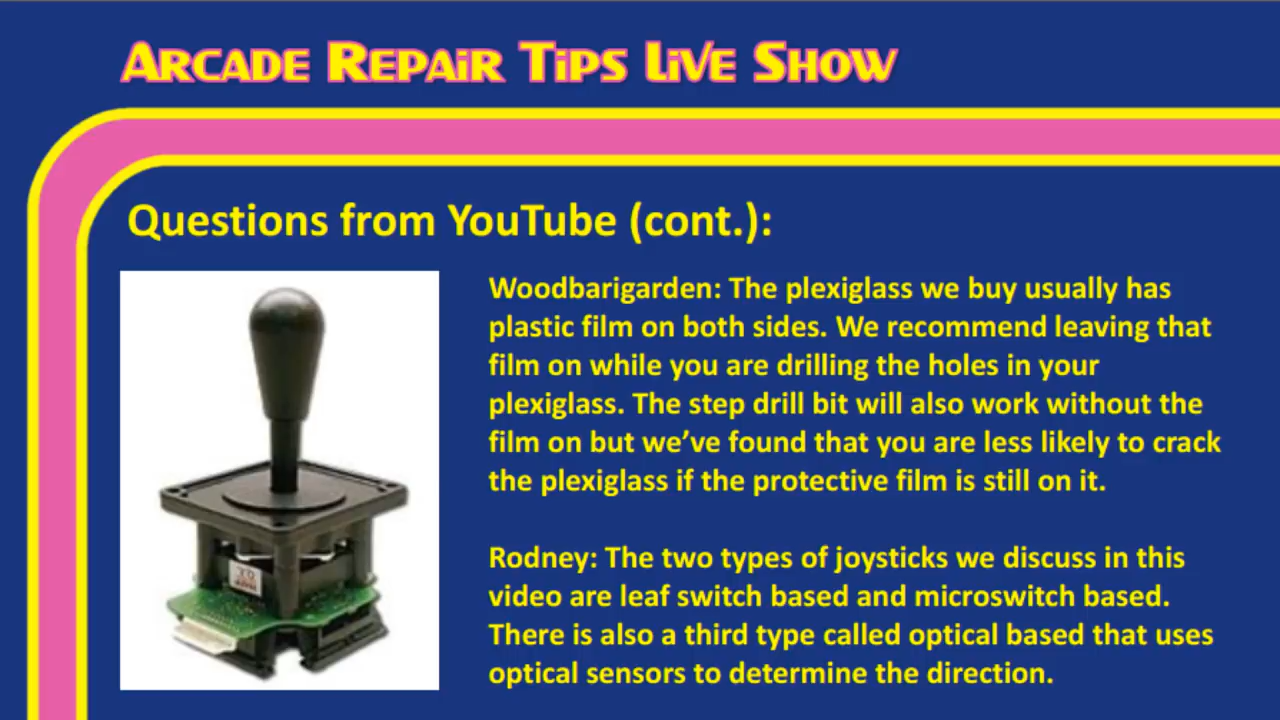 ARCADE REPAIR TIPS LIVE SHOW
Questions from YouTube (cont.):
Woodbarigarden: The plexiglass we buy usually has
plastic film on both sides. We recommend leaving that
film on while you are drilling the holes in your
plexiglass. The step drill bit will also work without the
film on but we’ve found that you are less likely to crack
the plexiglass if the protective film is still on it.
Rodney: The two types of joysticks we discuss in this
video are leaf switch based and microswitch based.
There is also a third type called optical based that uses
optical sensors to determine the direction.